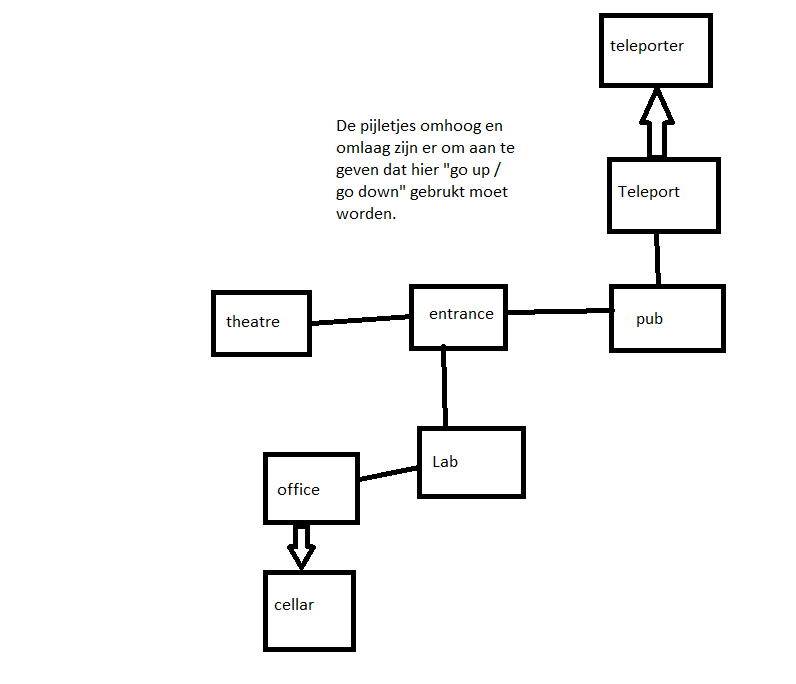 teleporter
De pijletjes omhoog en
omlaag zijn er om aan te
geven dat hier "go up /
go down" gebrukt moet
worden.
Teleport
theatre
entrance
pub
Lab
office
cellar